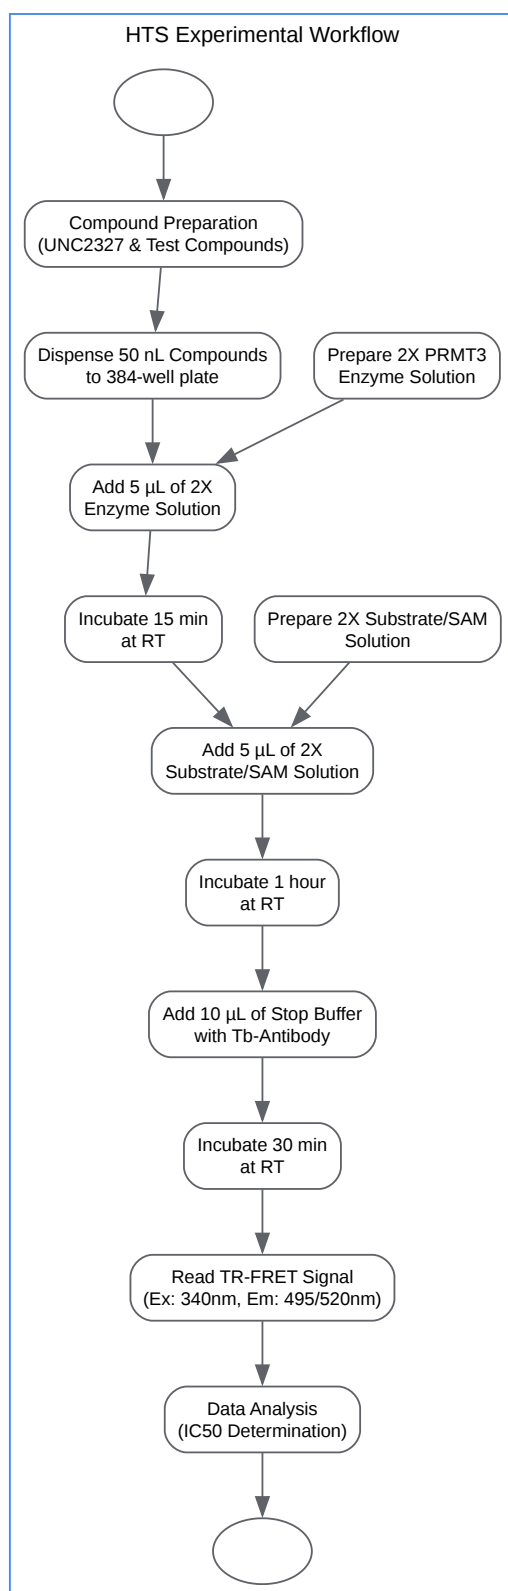 HTS Experimental Workflow
Compound Preparation
(UNC2327 & Test Compounds)
Dispense 50 nL Compounds
to 384-well plate
Prepare 2X PRMT3
Enzyme Solution
Add 5 µL of 2X
Enzyme Solution
Incubate 15 min
at RT
Prepare 2X Substrate/SAM
Solution
Add 5 µL of 2X
Substrate/SAM Solution
Incubate 1 hour
at RT
Add 10 µL of Stop Buffer
with Tb-Antibody
Incubate 30 min
at RT
Read TR-FRET Signal
(Ex: 340nm, Em: 495/520nm)
Data Analysis
(IC50 Determination)